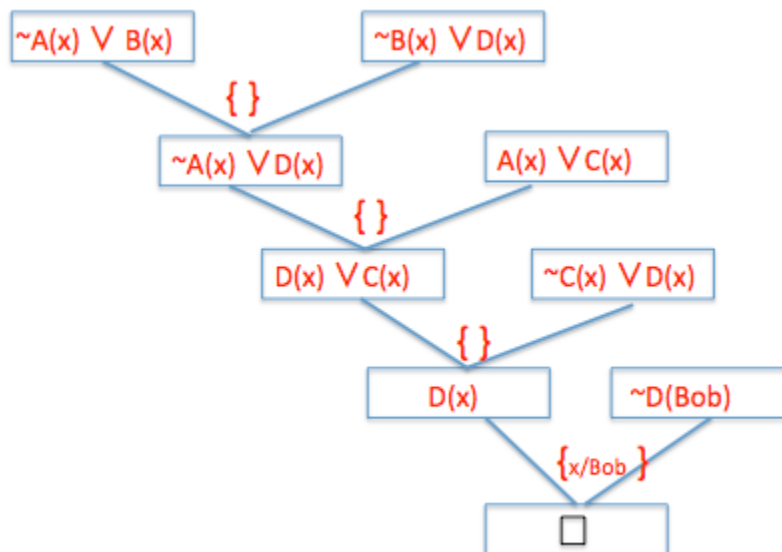 ~A(x) ∨ B(x)
~B(x) ∨ D(x)
{ }
~A(x) ∨ D(x)
A(x) ∨ C(x)
{ }
D(x) ∨ C(x)
~C(x) ∨ D(x)
{ }
D(x)
~D(Bob)
{x/Bob }
□